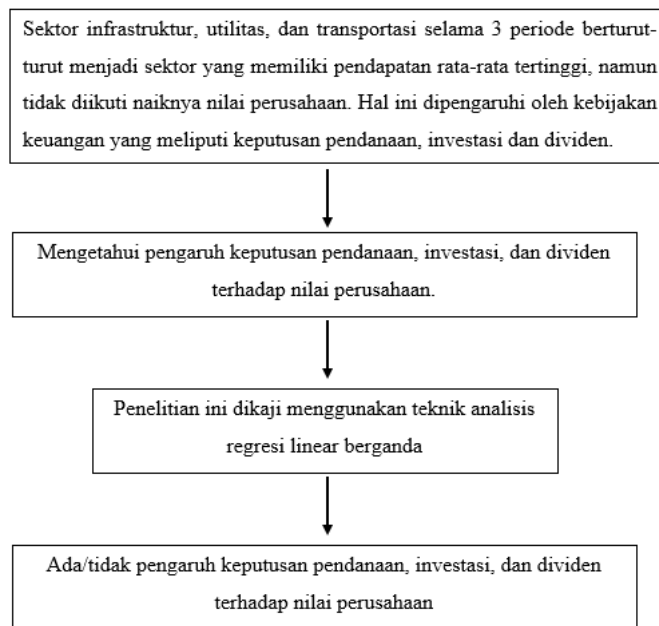 Sektor infrastruktur, utilitas, dan transportasi selama 3 periode berturut-
turut menjadi sektor yang memiliki pendapatan rata-rata tertinggi, namun
tidak diikuti naiknya nilai perusahaan. Hal ini dipengaruhi oleh kebijakan
keuangan yang meliputi keputusan pendanaan, investasi dan dividen.
Mengetahui pengaruh keputusan pendanaan, investasi, dan dividen
terhadap nilai perusahaan.
Penelitian ini dikaji menggunakan teknik analisis
regresi linear berganda
Ada/tidak pengaruh keputusan pendanaan, investasi, dan dividen
terhadap nilai perusahaan